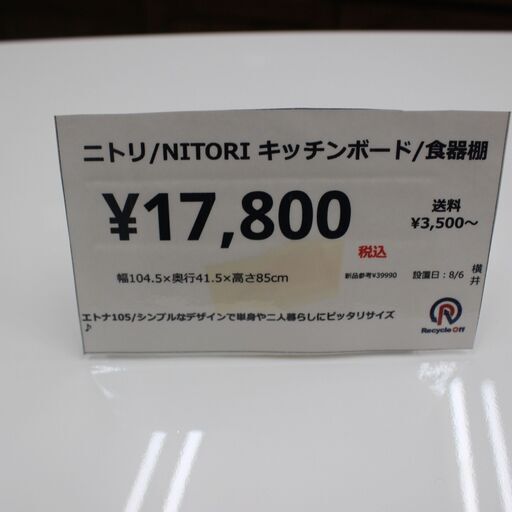 ニトリ/NITORI キッチンボード/食器棚
¥17,800
税込
送料
¥3,500～
幅104.5×奥行41.5×高さ85cm
新品参考¥39990
設置日：8/6
横井
エトナ105/シンプルなデザインで単身や二人暮らしにピッタリサイズ
♪
Recycle Off